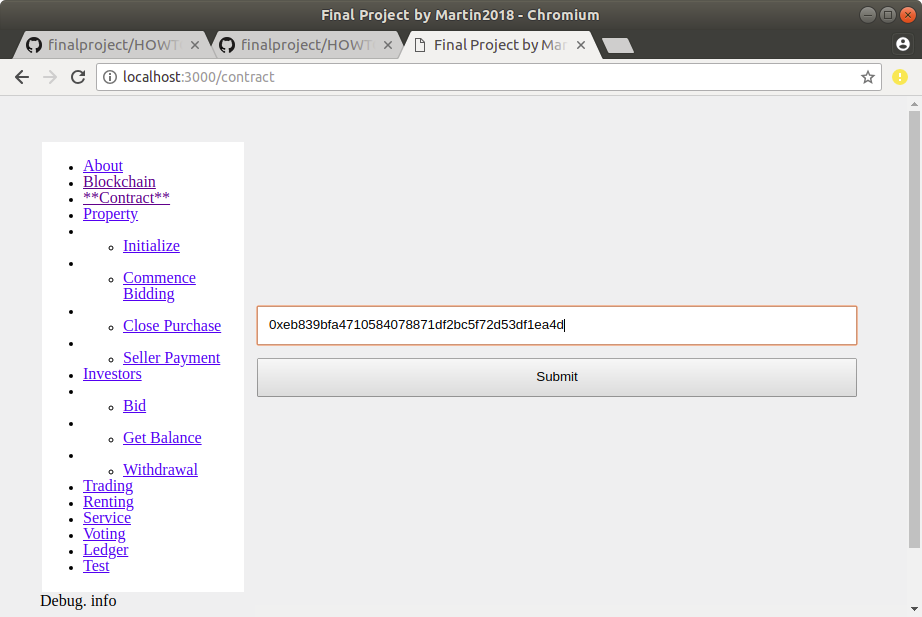 Final Project by Martin2018 - Chromium
finalproject/HOWT
finalproject/HOWT
Final Project by Mar
localhost:3000/contract
About
Blockchain
**Contract**
Property
Initialize
Commence
Bidding
Close Purchase
Seller Payment
Investors
Bid
Get Balance
Withdrawal
Trading
Renting
Service
Voting
Ledger
Test
0xeb839bfa4710584078871df2bc5f72d53df1ea4d
Submit
Debug. info